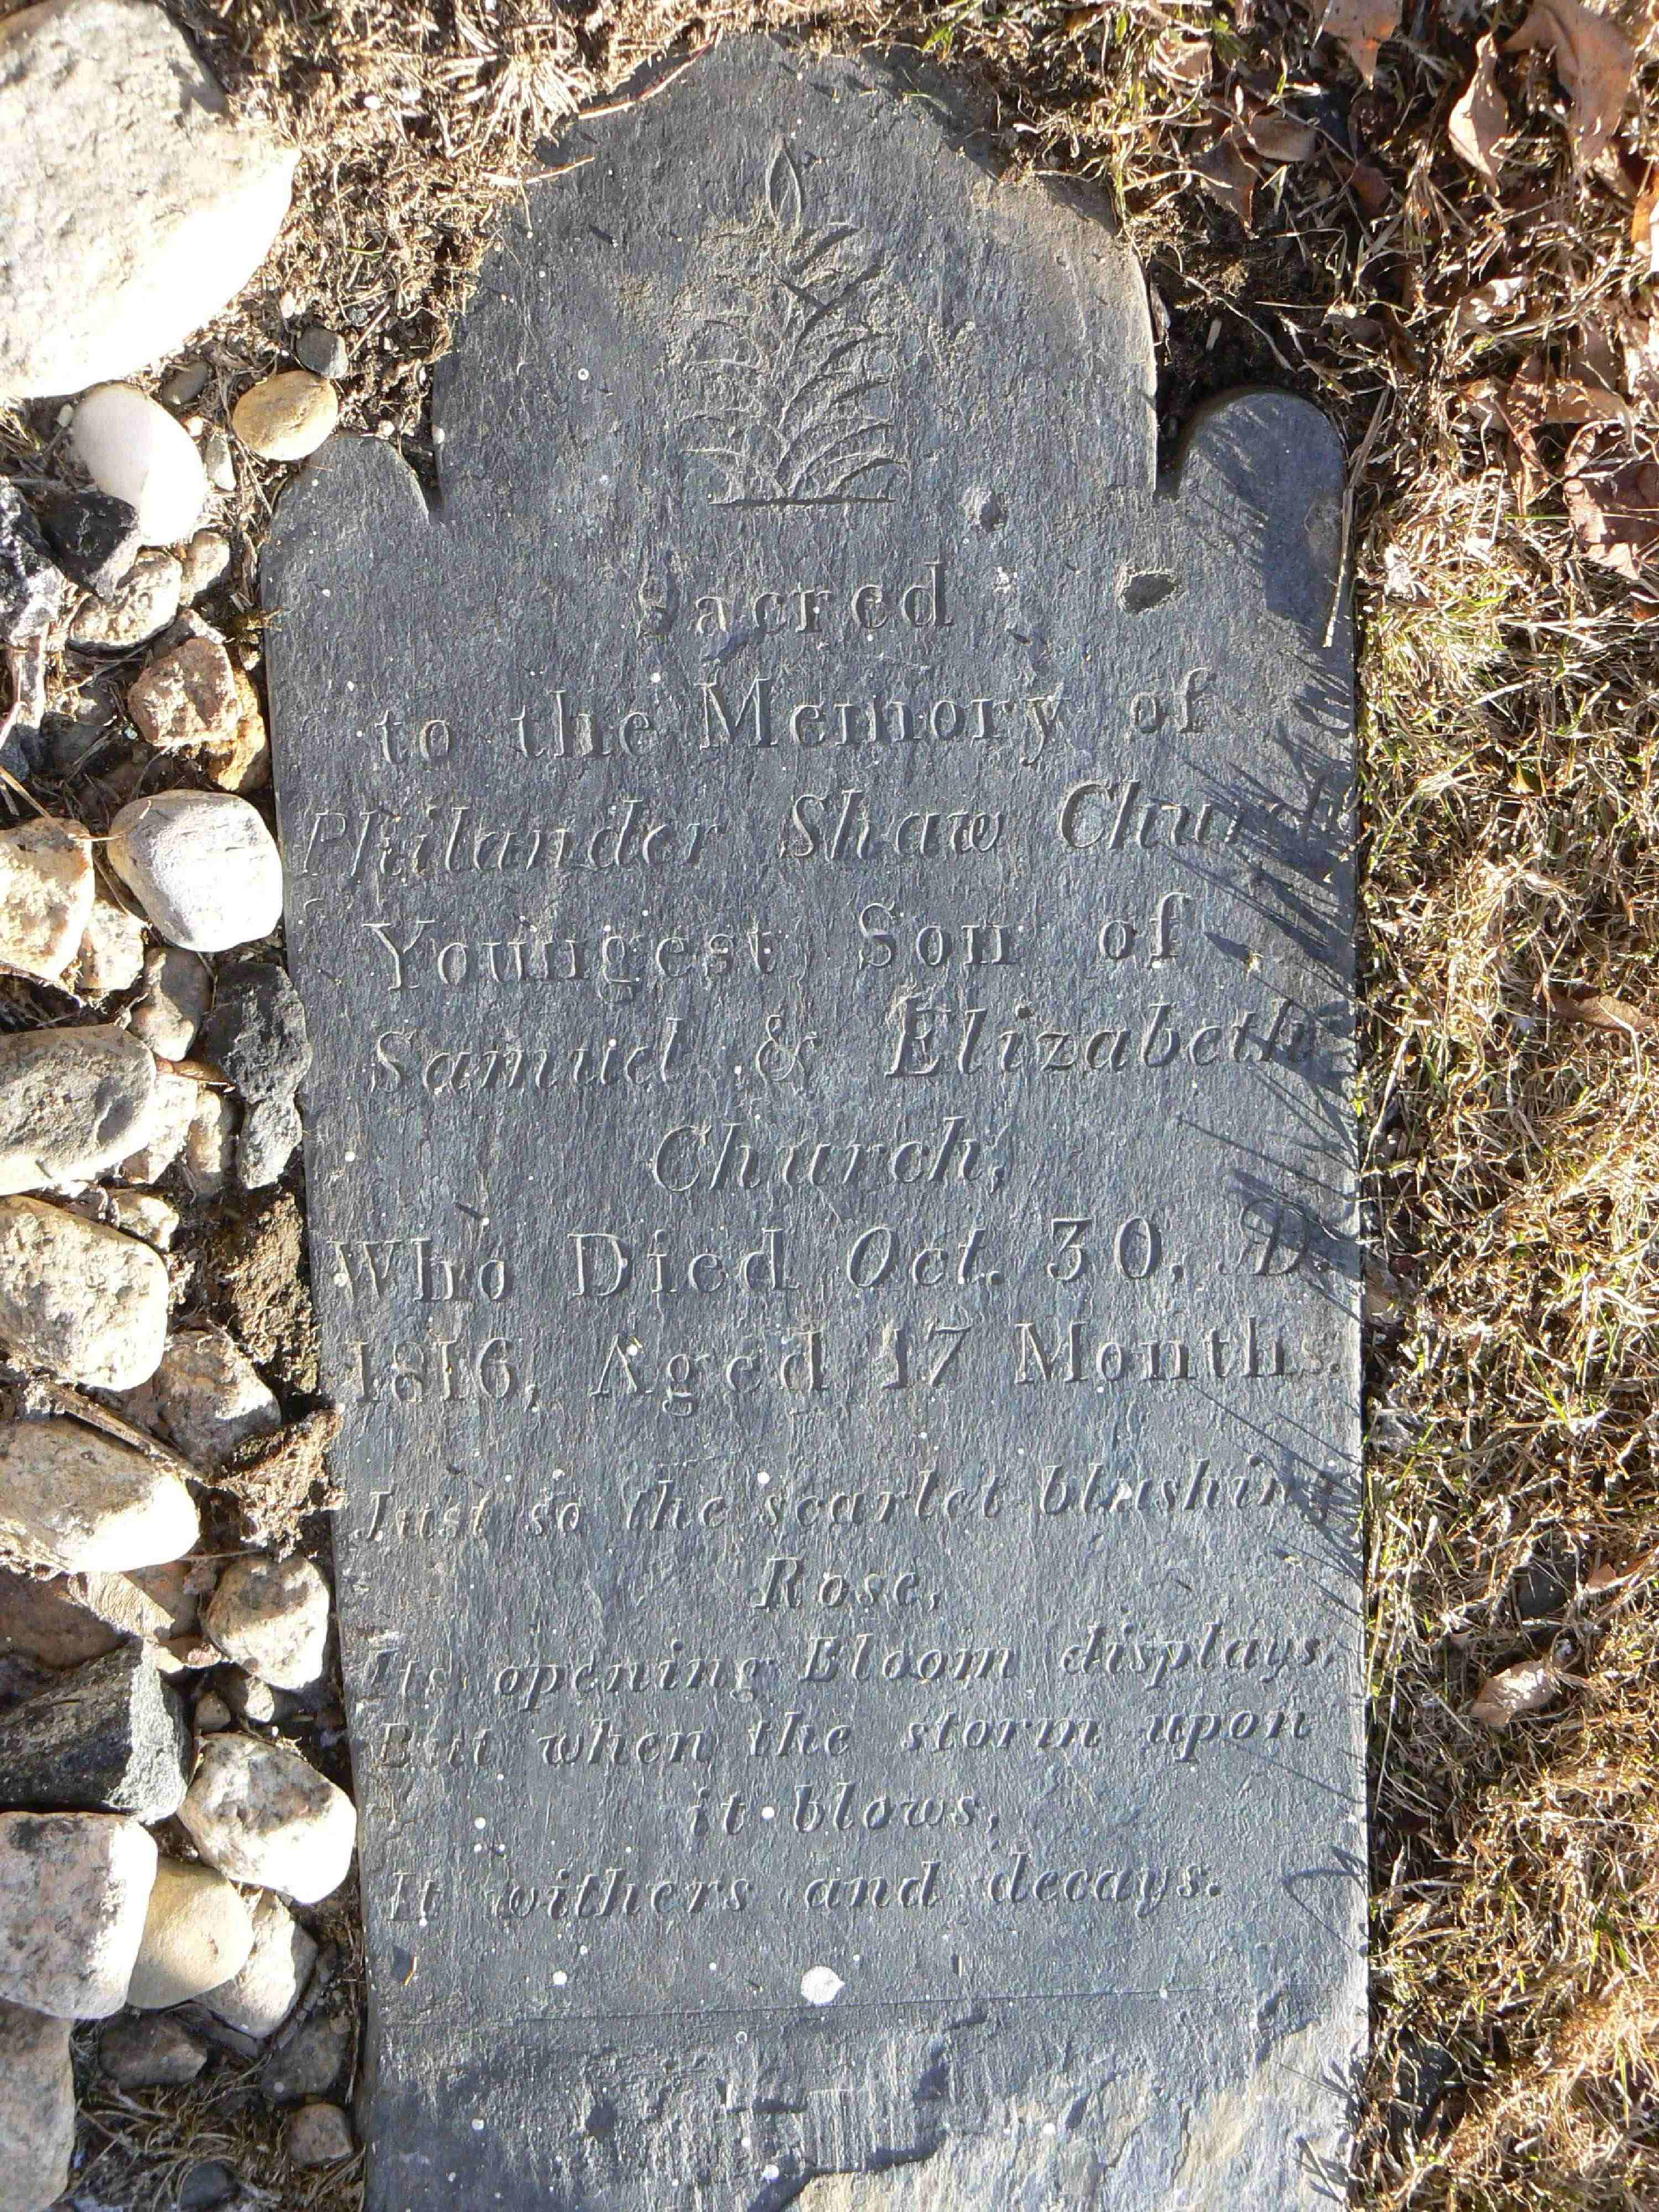 Sacred
to the Memory of
Philander Shaw Church
Youngest Son of
Samuel & Elizabeth
Church,
Who Died Oct. 30, D.
1816, Aged 17 Months.
Just so the scarlet blushing
Rose,
Its opening Bloom displays,
But when the storm upon
it blows,
It withers and decays.